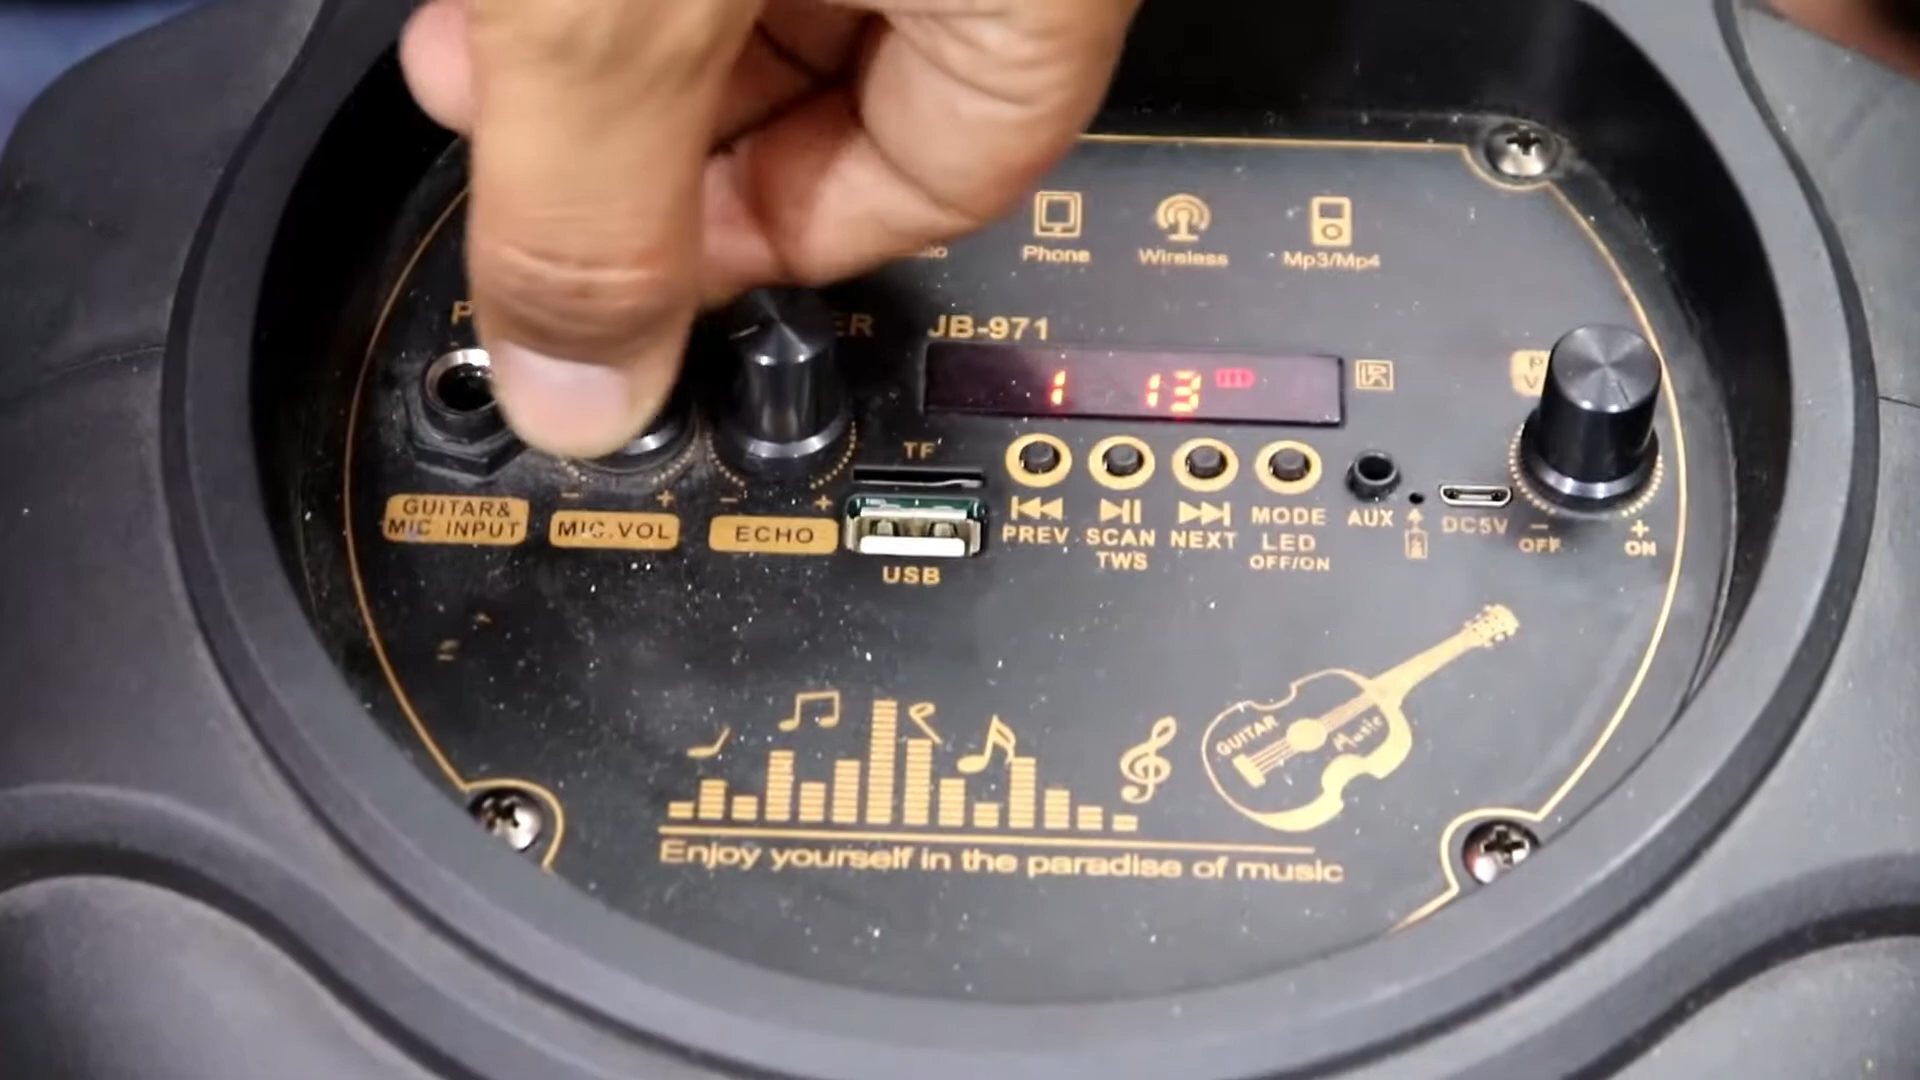 Phone Wireless Mp3/Mp4
JB-971
1 13
TF
GUITAR&
MIC INPUT
MIC.VOL
ECHO
USB
PREV
SCAN
TWS
NEXT
MODE
LED
OFF/ON
AUX
DC5V
OFF
ON
GUITAR
Music
Enjoy yourself in the paradise of music